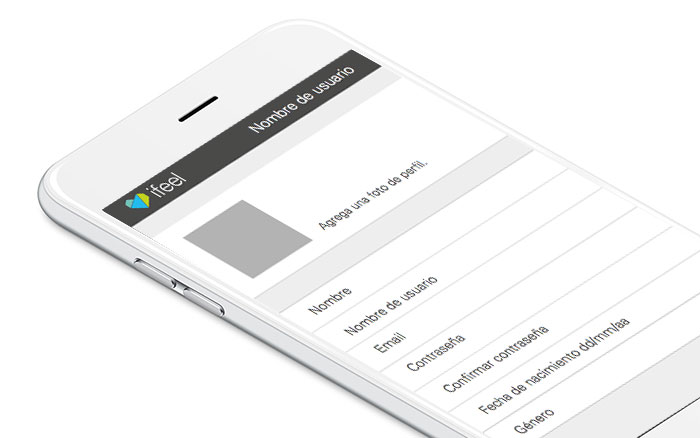 ifeel
Nombre de usuario
Agrega una foto de perfil.
Nombre
Nombre de usuario
Email
Contraseña
Confirmar contraseña
Fecha de nacimiento dd/mm/aa
Género